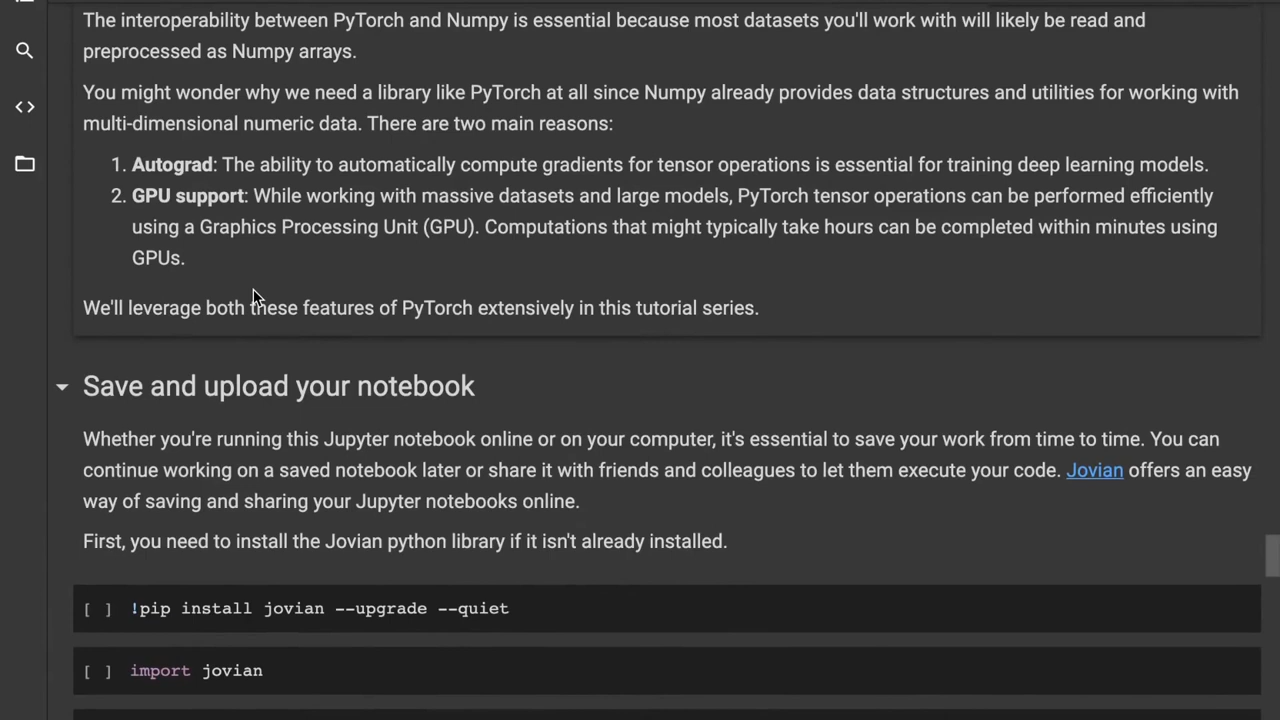 The interoperability between PyTorch and Numpy is essential because most datasets you'll work with will likely be read and
preprocessed as Numpy arrays.
You might wonder why we need a library like PyTorch at all since Numpy already provides data structures and utilities for working with
multi-dimensional numeric data. There are two main reasons:
1. Autograd: The ability to automatically compute gradients for tensor operations is essential for training deep learning models.
2. GPU support: While working with massive datasets and large models, PyTorch tensor operations can be performed efficiently
using a Graphics Processing Unit (GPU). Computations that might typically take hours can be completed within minutes using
GPUs.
We'll leverage both these features of PyTorch extensively in this tutorial series.
Save and upload your notebook
Whether you're running this Jupyter notebook online or on your computer, it's essential to save your work from time to time. You can
continue working on a saved notebook later or share it with friends and colleagues to let them execute your code. Jovian offers an easy
way of saving and sharing your Jupyter notebooks online.
First, you need to install the Jovian python library if it isn't already installed.
[ ] !pip install jovian --upgrade --quiet
[ ] import jovian